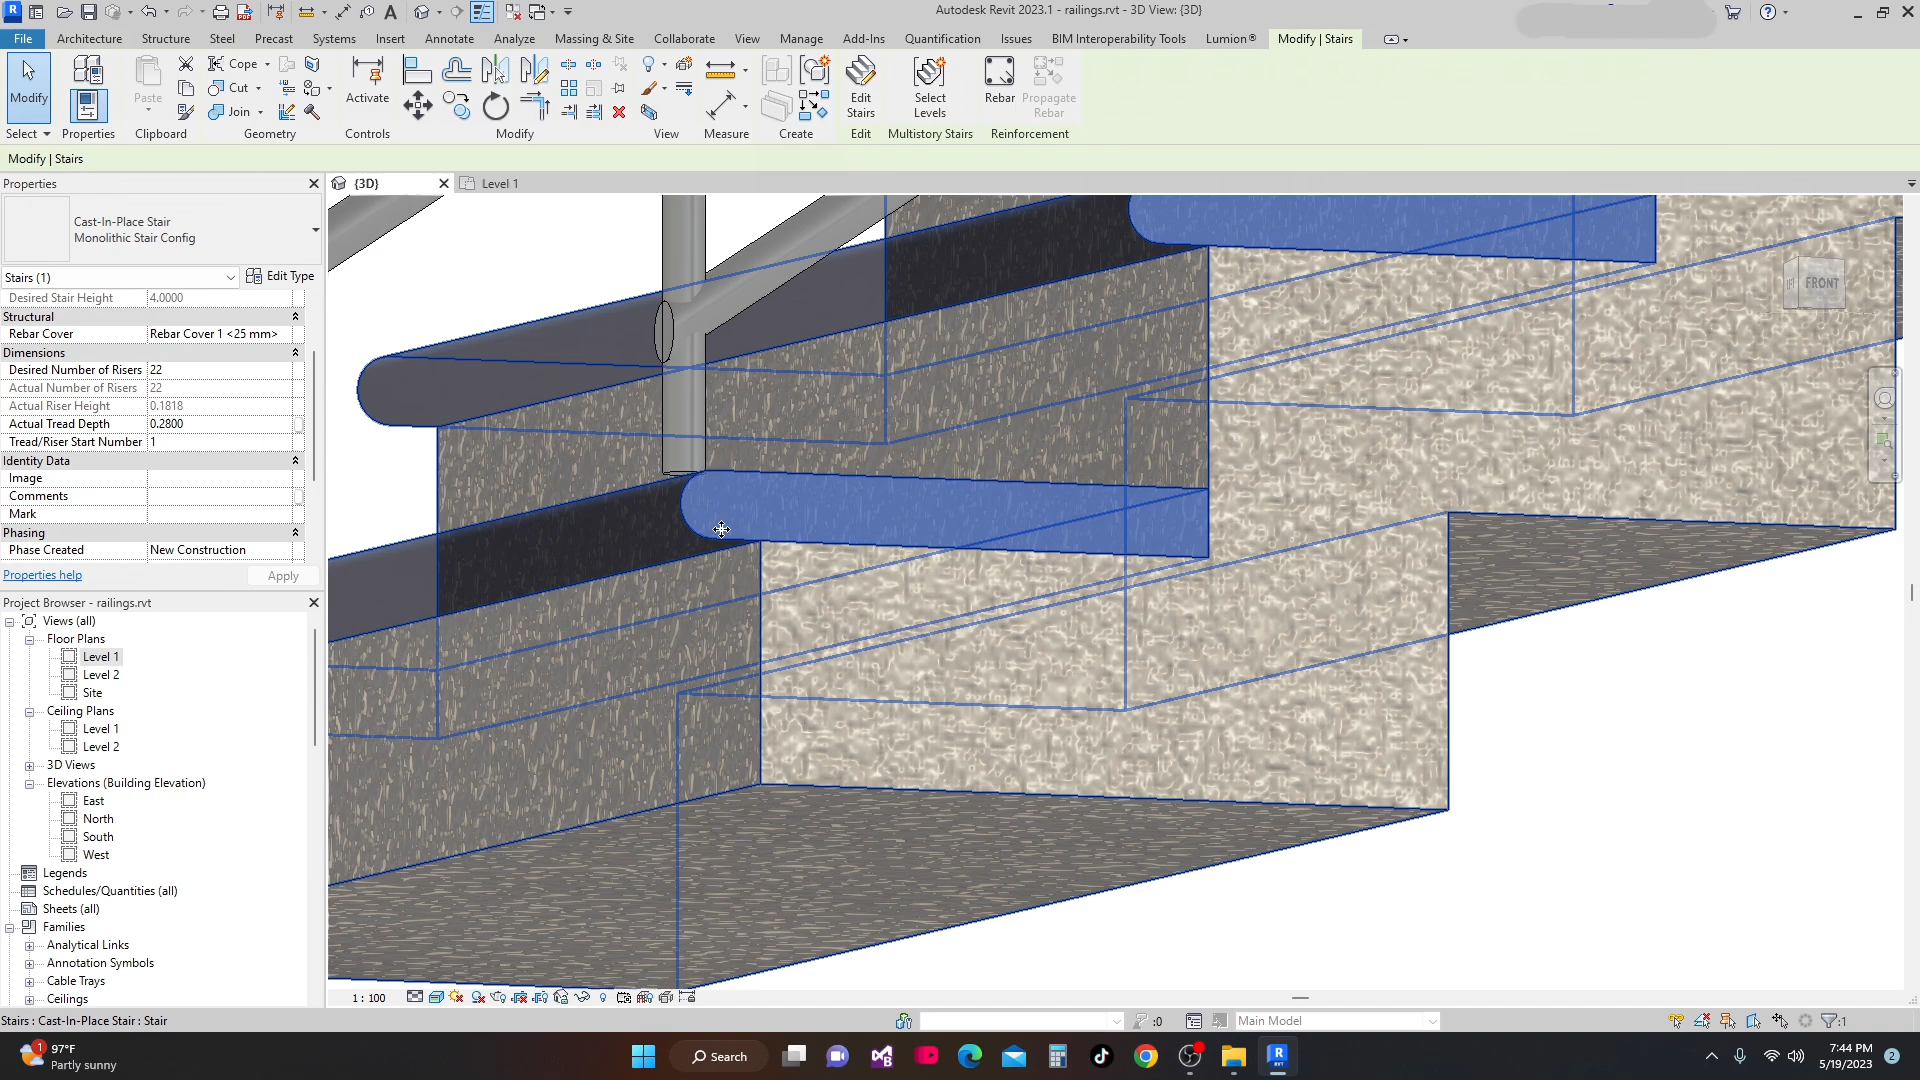 Autodesk Revit 2023.1 - railings.rvt - 3D View: {3D}
File Architecture Structure Steel Precast Systems Insert Annotate Analyze Massing & Site Collaborate View Manage Add-Ins Quantification Issues BIM Interoperability Tools Lumion® Modify | Stairs
Modify
Paste
Cope
Cut
Join
Activate
Edit
Stairs
Select
Levels
Rebar
Propagate
Rebar
Select Properties Clipboard Geometry Controls Modify View Measure Create Edit Multistory Stairs Reinforcement
Modify | Stairs
Properties
{3D}
Level 1
Cast-In-Place Stair
Monolithic Stair Config
Stairs (1)
Edit Type
Desired Stair Height 4.0000
Structural
Rebar Cover Rebar Cover 1 <25 mm>
Dimensions
Desired Number of Risers 22
Actual Number of Risers 22
Actual Riser Height 0.1818
Actual Tread Depth 0.2800
Tread/Riser Start Number 1
Identity Data
Image
Comments
Mark
Phasing
Phase Created New Construction
Properties help
Apply
FRONT
Project Browser - railings.rvt
Views (all)
Floor Plans
Level 1
Level 2
Site
Ceiling Plans
Level 1
Level 2
3D Views
Elevations (Building Elevation)
East
North
South
West
Legends
Schedules/Quantities (all)
Sheets (all)
Families
Analytical Links
Annotation Symbols
Cable Trays
Ceilings
1 : 100
Stairs : Cast-In-Place Stair : Stair
:0
Main Model
:1
1
97°F
Partly sunny
Search
7:44 PM
5/19/2023
2